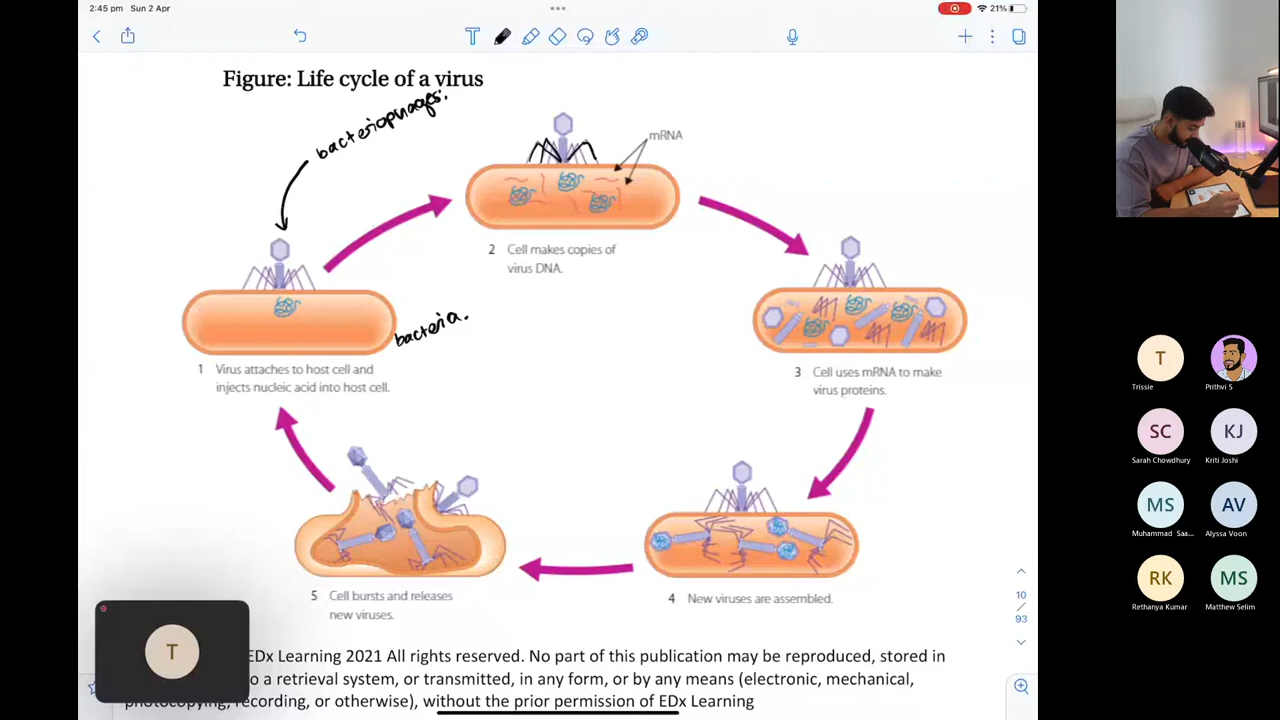 2:45 pm Sun 2 Apr
21%
Figure: Life cycle of a virus
bacteriophages.
mRNA
2 Cell makes copies of
virus DNA.
bacteria.
1 Virus attaches to host cell and
injects nucleic acid into host cell.
3 Cell uses mRNA to make
virus proteins.
5 Cell bursts and releases
new viruses.
4 New viruses are assembled.
10
/
93
T
EDx Learning 2021 All rights reserved. No part of this publication may be reproduced, stored in
o a retrieval system, or transmitted, in any form, or by any means (electronic, mechanical,
photocopying, recording, or otherwise), without the prior permission of EDx Learning
T
Trissie
Prithvi S
SC
KJ
Sarah Chowdhury
Kriti Joshi
MS
AV
Muhammad Saa...
Alyssa Voon
RK
MS
Rethanya Kumar
Matthew Selim